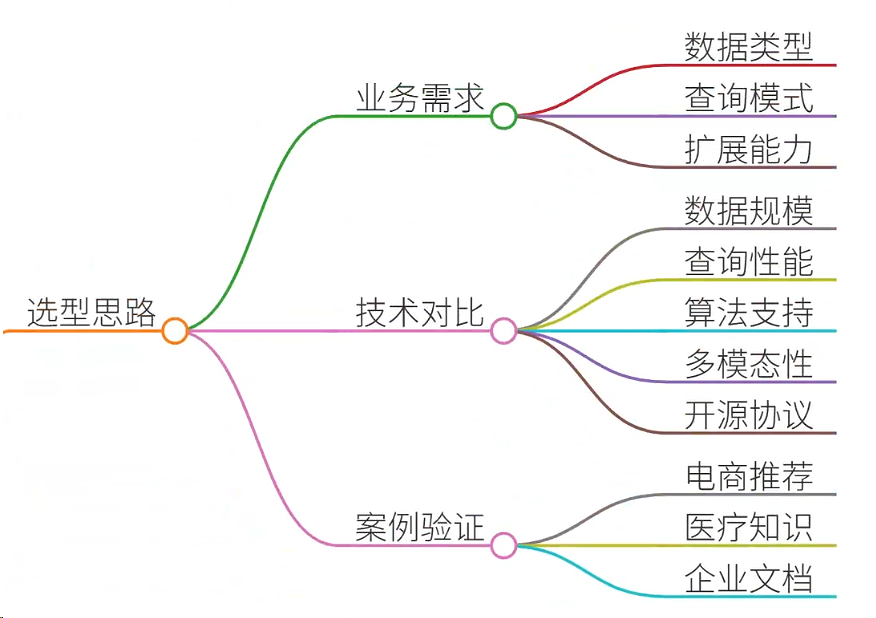 选型思路
业务需求
数据类型
查询模式
扩展能力
技术对比
数据规模
查询性能
算法支持
多模态性
开源协议
案例验证
电商推荐
医疗知识
企业文档